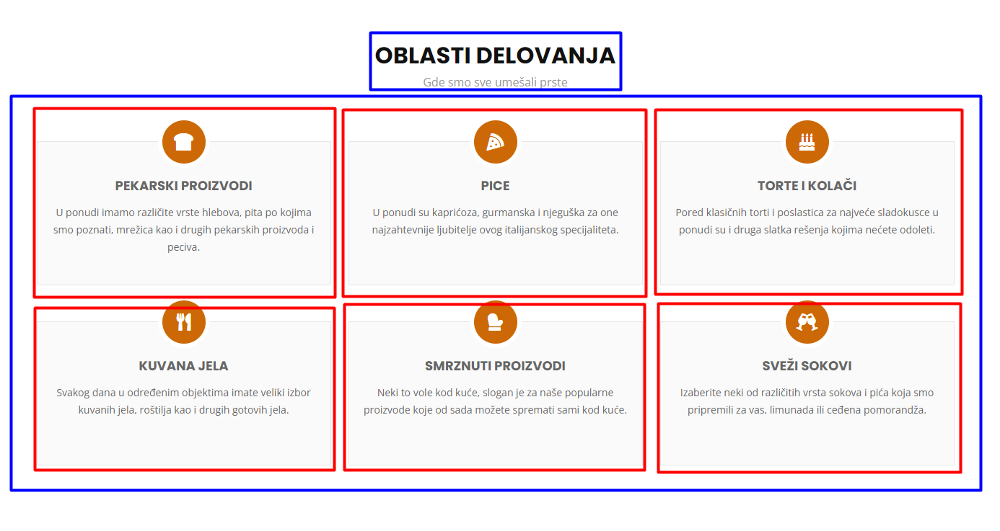 OBLASTI DELOVANJA
Gde smo sve umešali prste
PEKARSKI PROIZVODI
U ponudi imamo različite vrste hlebova, pita po kojima
smo poznati, mrežica kao i drugih pekarskih proizvoda i
peciva.
PICE
U ponudi su kaprićoza, gurmanska i njeguška za one
najzahtevnije ljubitelje ovog italijanskog specijaliteta.
TORTE I KOLAČI
Pored klasičnih torti i poslastica za najveće sladokusce u
ponudi su i druga slatka rešenja kojima nećete odoleti.
KUVANA JELA
Svakog dana u određenim objektima imate veliki izbor
kuvanih jela, roštilja kao i drugih gotovih jela.
SMRZNUTI PROIZVODI
Neki to vole kod kuće, slogan je za naše popularne
proizvode koje od sada možete spremati sami kod kuće.
SVEŽI SOKOVI
Izaberite neki od različitih vrsta sokova i pića koja smo
pripremili za vas, limunada ili ceđena pomorandža.